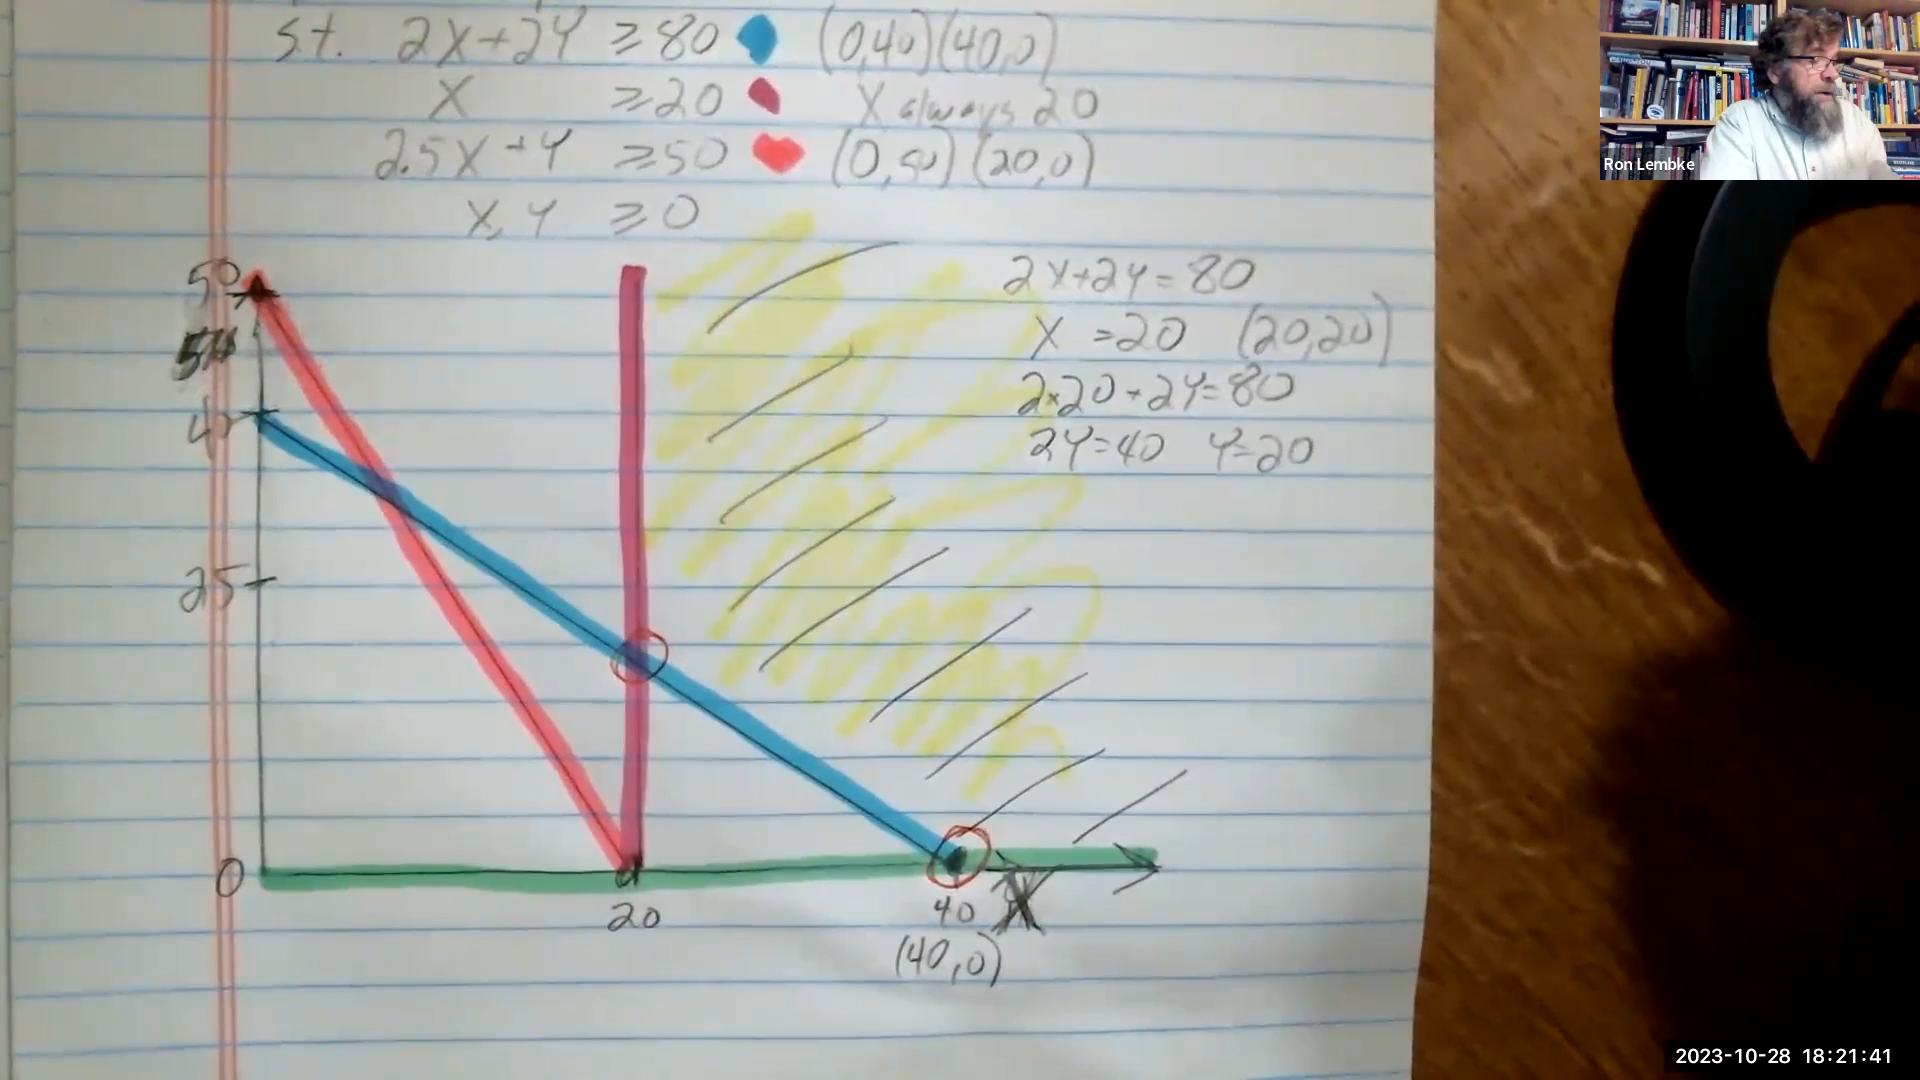 s.t. 2X+2Y ≥80 (0,40)(40,0)
X ≥20 X always 20
2.5X+Y ≥50 (0,50)(20,0)
X,Y ≥0
2X+2Y=80
X =20 (20,20)
2×20+2Y=80
2Y=40 Y=20
50
40
25
0
20
40 X
(40,0)
Ron Lembke
2023-10-28 18:21:41